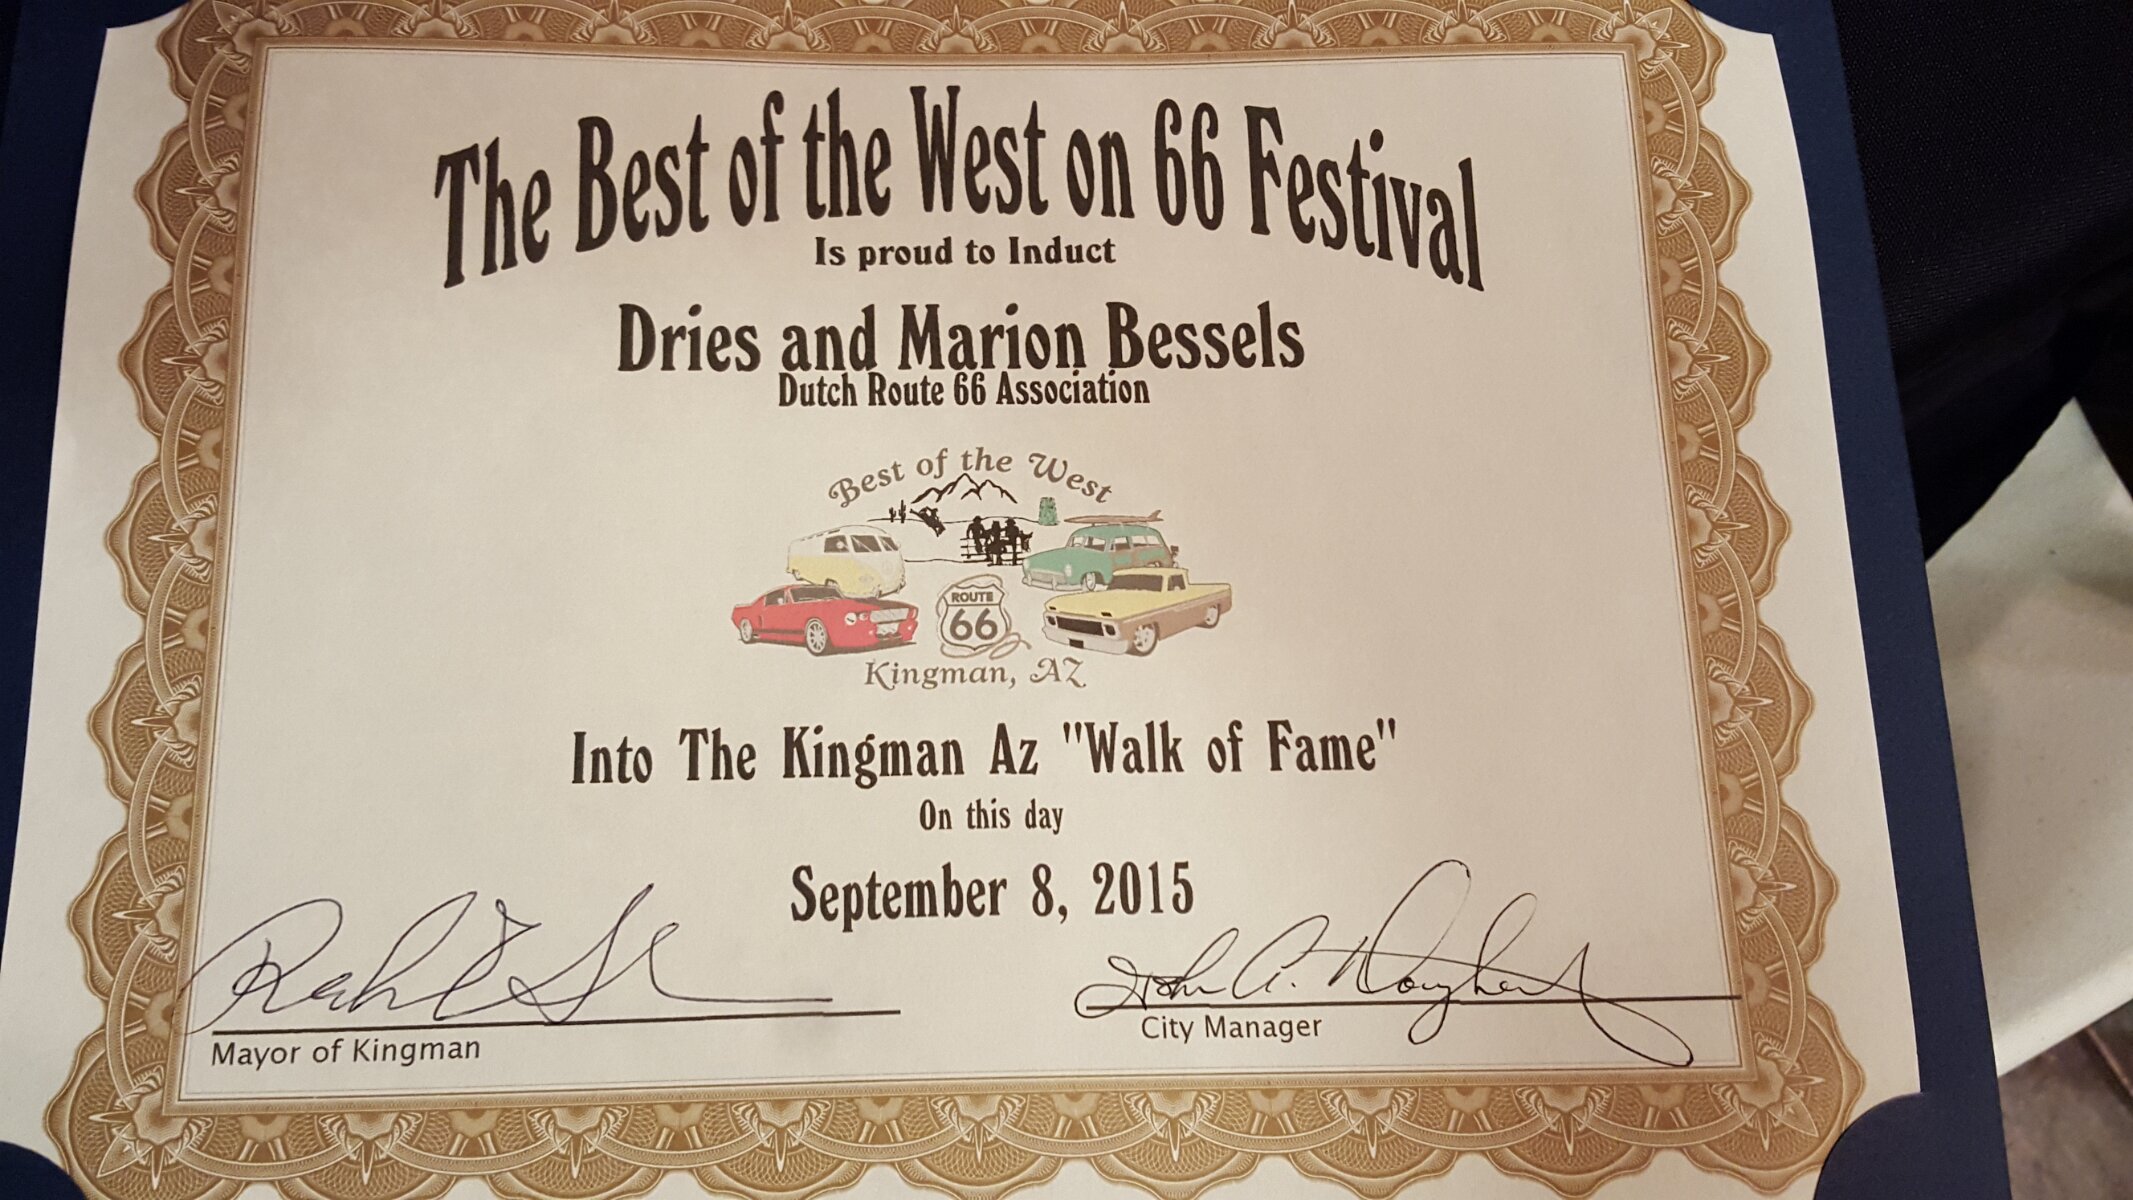 The Best of the West on 66 Festival
Is proud to Induct
Dries and Marion Bessels
Dutch Route 66 Association
Best of the West
ROUTE
66
Kingman, AZ
Into The Kingman Az "Walk of Fame"
On this day
September 8, 2015
John A. Dougherty
Mayor of Kingman
City Manager